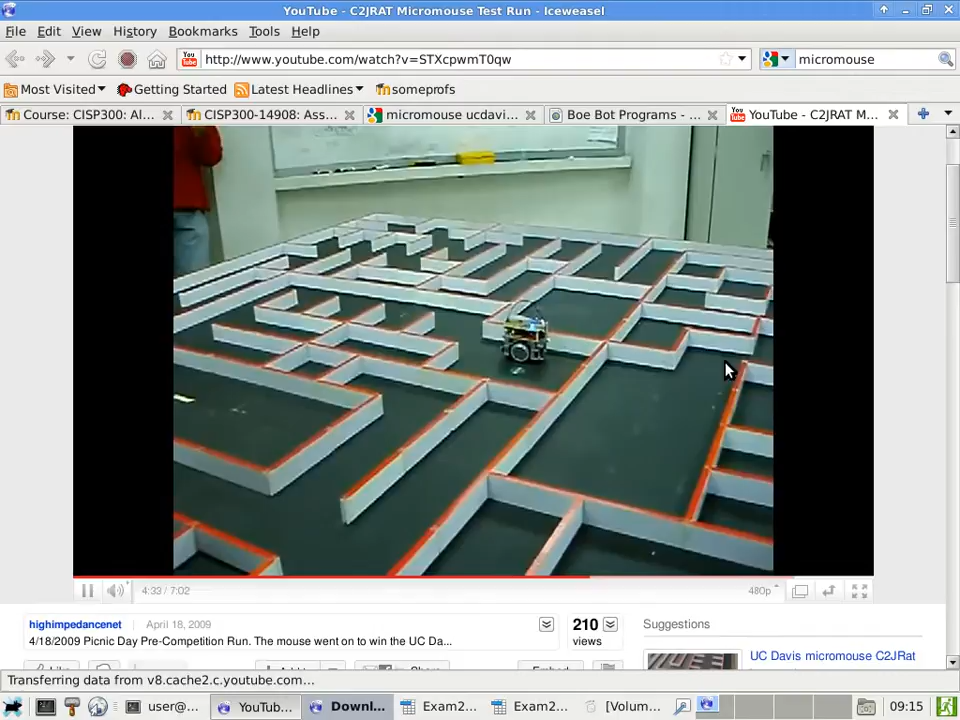 YouTube - C2JRAT Micromouse Test Run - Iceweasel
File Edit View History Bookmarks Tools Help
You Tube http://www.youtube.com/watch?v=STXcpwmT0qw micromouse
Most Visited Getting Started Latest Headlines someprofs
Course: CISP300: Al... CISP300-14908: Ass... micromouse ucdavi... Boe Bot Programs - ... YouTube - C2JRAT M...
4:33 / 7:02 480p
highimpedancenet April 18, 2009 210 Suggestions
4/18/2009 Picnic Day Pre-Competition Run. The mouse went on to win the UC Da... views
UC Davis micromouse C2JRat
Transferring data from v8.cache2.c.youtube.com...
user@... YouTub... Downl... Exam2... Exam2... [Volum... 09:15